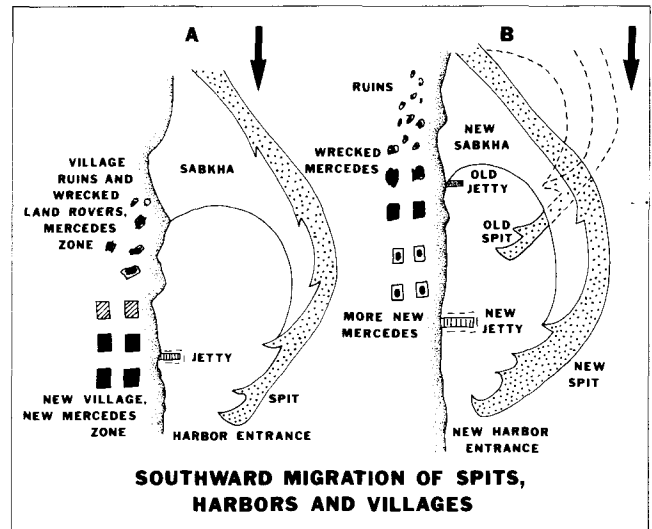 A
VILLAGE
RUINS AND
WRECKED
LAND ROVERS,
MERCEDES
ZONE
SABKHA
JETTY
NEW VILLAGE,
NEW MERCEDES
ZONE
SPIT
HARBOR ENTRANCE
B
RUINS
WRECKED
MERCEDES
NEW
SABKHA
OLD
JETTY
OLD
SPIT
MORE NEW
MERCEDES
NEW
JETTY
NEW
SPIT
NEW HARBOR
ENTRANCE
SOUTHWARD MIGRATION OF SPITS,
HARBORS AND VILLAGES